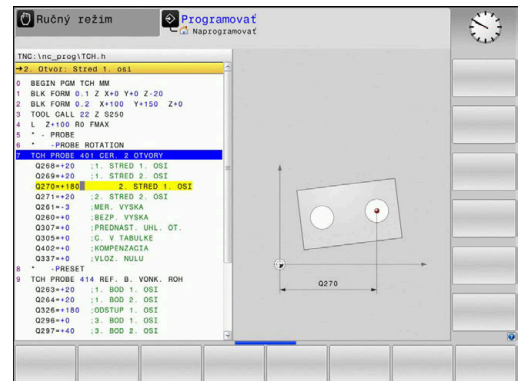 Ručný režim
Programovať
Naprogramovať
TNC:\nc_prog\TCH.h
→2. Otvor: Stred 1. osi
0 BEGIN PGM TCH MM
1 BLK FORM 0.1 Z X+0 Y+0 Z-20
2 BLK FORM 0.2 X+100 Y+150 Z+0
3 TOOL CALL 22 Z S250
4 L Z+100 R0 FMAX
5 * - PROBE
6 * -PROBE ROTATION
7 TCH PROBE 401 CER. 2 OTVORY
Q268=+20 ;1. STRED 1. OSI
Q269=+20 ;1. STRED 2. OSI
Q270=+180 2. STRED 1. OSI
Q271=+20 ;2. STRED 2. OSI
Q261=-3 ;MER. VYSKA
Q260=+0 ;BEZP. VYSKA
Q307=+0 ;PREDNAST. UHL. OT.
Q305=+0 ;C. V TABULKE
Q402=+0 ;KOMPENZACIA
Q337=+0 ;VLOZ. NULU
8 * -PRESET
9 TCH PROBE 414 REF. B. VONK. ROH
Q263=+20 ;1. BOD 1. OSI
Q264=+20 ;1. BOD 2. OSI
Q326=+180 ;ODSTUP 1. OSI
Q296=+0 ;3. BOD 1. OSI
Q297=+40 ;3. BOD 2. OSI
Q270